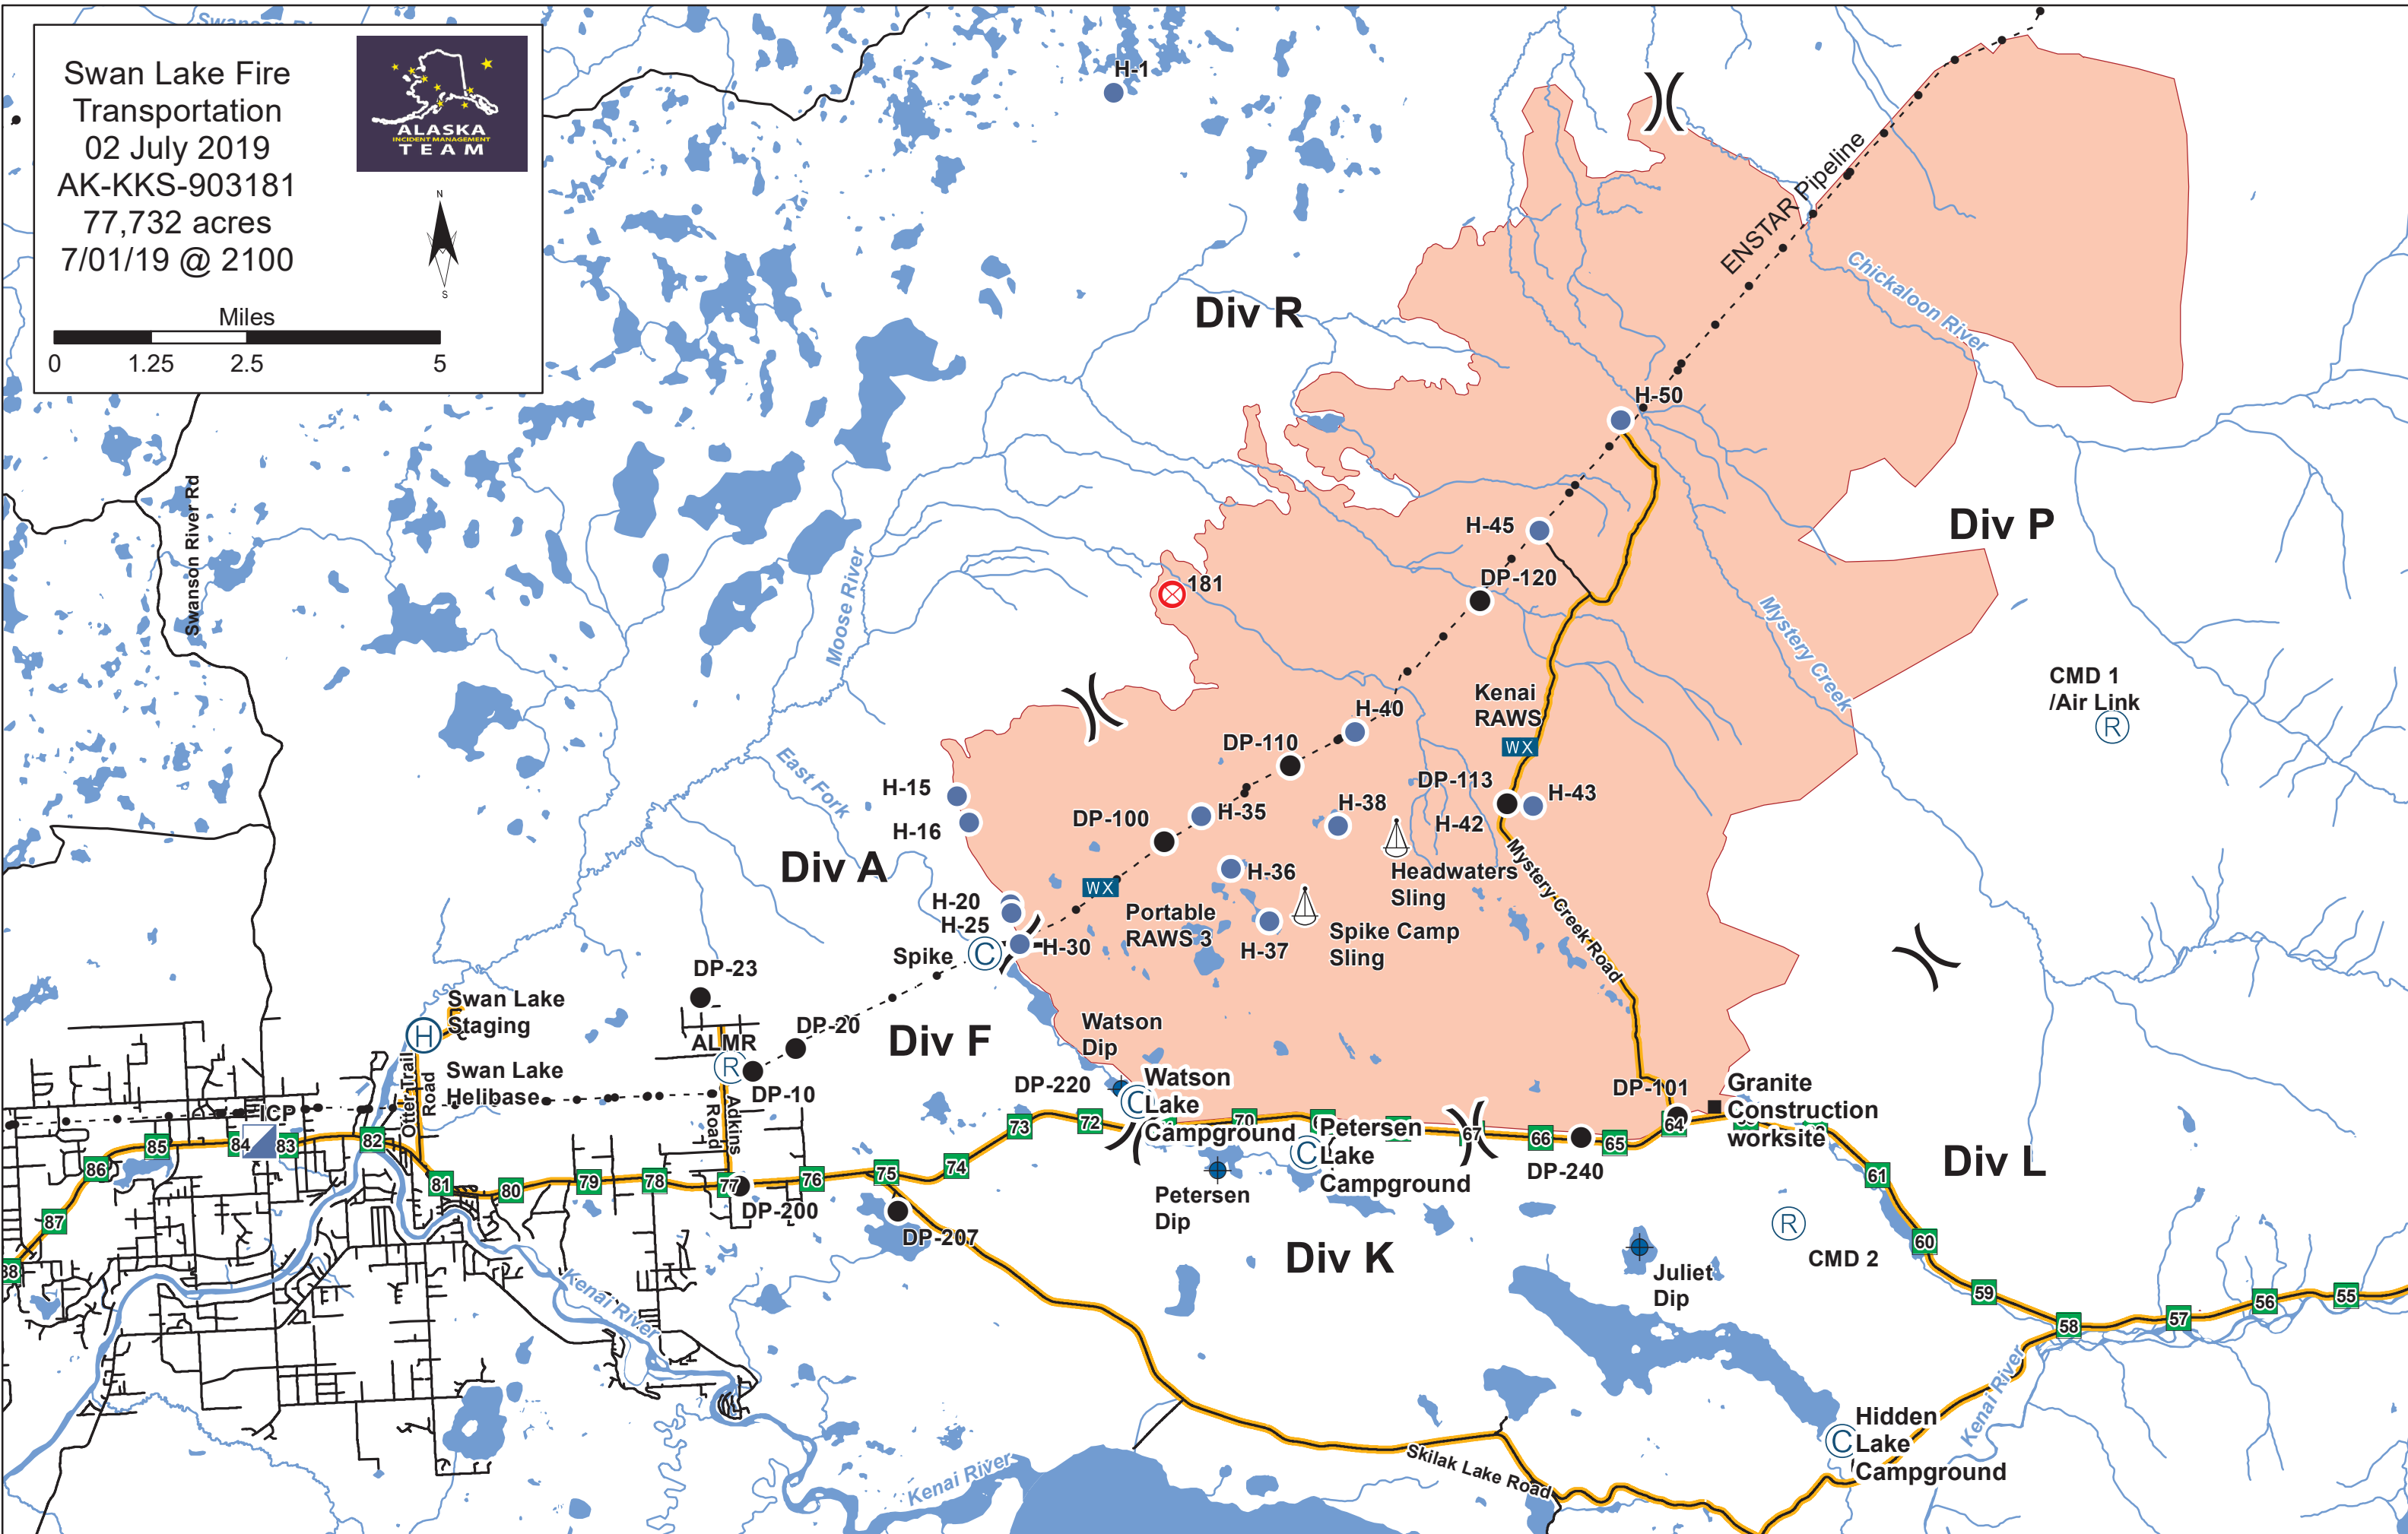 Swanson Ri
Swan Lake Fire
Transportation
02 July 2019
AK-KKS-903181
77,732 acres
7/01/19 @ 2100
ALASKA
INCIDENT MANAGEMENT
TEAM
N
S
Miles
0 1.25 2.5 5
H-1
ENSTAR Pipeline
Chickaloon River
Div R
H-50
Swanson River Rd
Moose River
H-45
DP-120
181
Div P
Mystery Creek
CMD 1
/Air Link
R
Kenai
RAWS
WX
H-40
DP-110
East Fork
H-15
H-16
DP-100
H-35
H-38
DP-113
H-43
H-42
Mystery Creek Road
Headwaters
Sling
Div A
WX
H-36
H-20
H-25
Portable
RAWS 3
H-37
Spike Camp
Sling
Spike
C
H-30
DP-23
Swan Lake
Staging
H
DP-20
Div F
Watson
Dip
ALMR
R
DP-10
Swan Lake
Helibase
Otter Trail
Road
Adkins
Road
ICP
DP-220
C
Watson
Lake
Campground
DP-101
Granite
Construction
worksite
88
87
86
85
84
83
82
81
80
79
78
77
76
75
74
73
72
70
67
66
65
64
61
60
59
58
57
56
55
C
Petersen
Lake
Campground
DP-240
Div L
DP-200
DP-207
Petersen
Dip
Div K
R
CMD 2
Juliet
Dip
Kenai River
Kenai River
Kenai River
Skilak Lake Road
C
Hidden
Lake
Campground